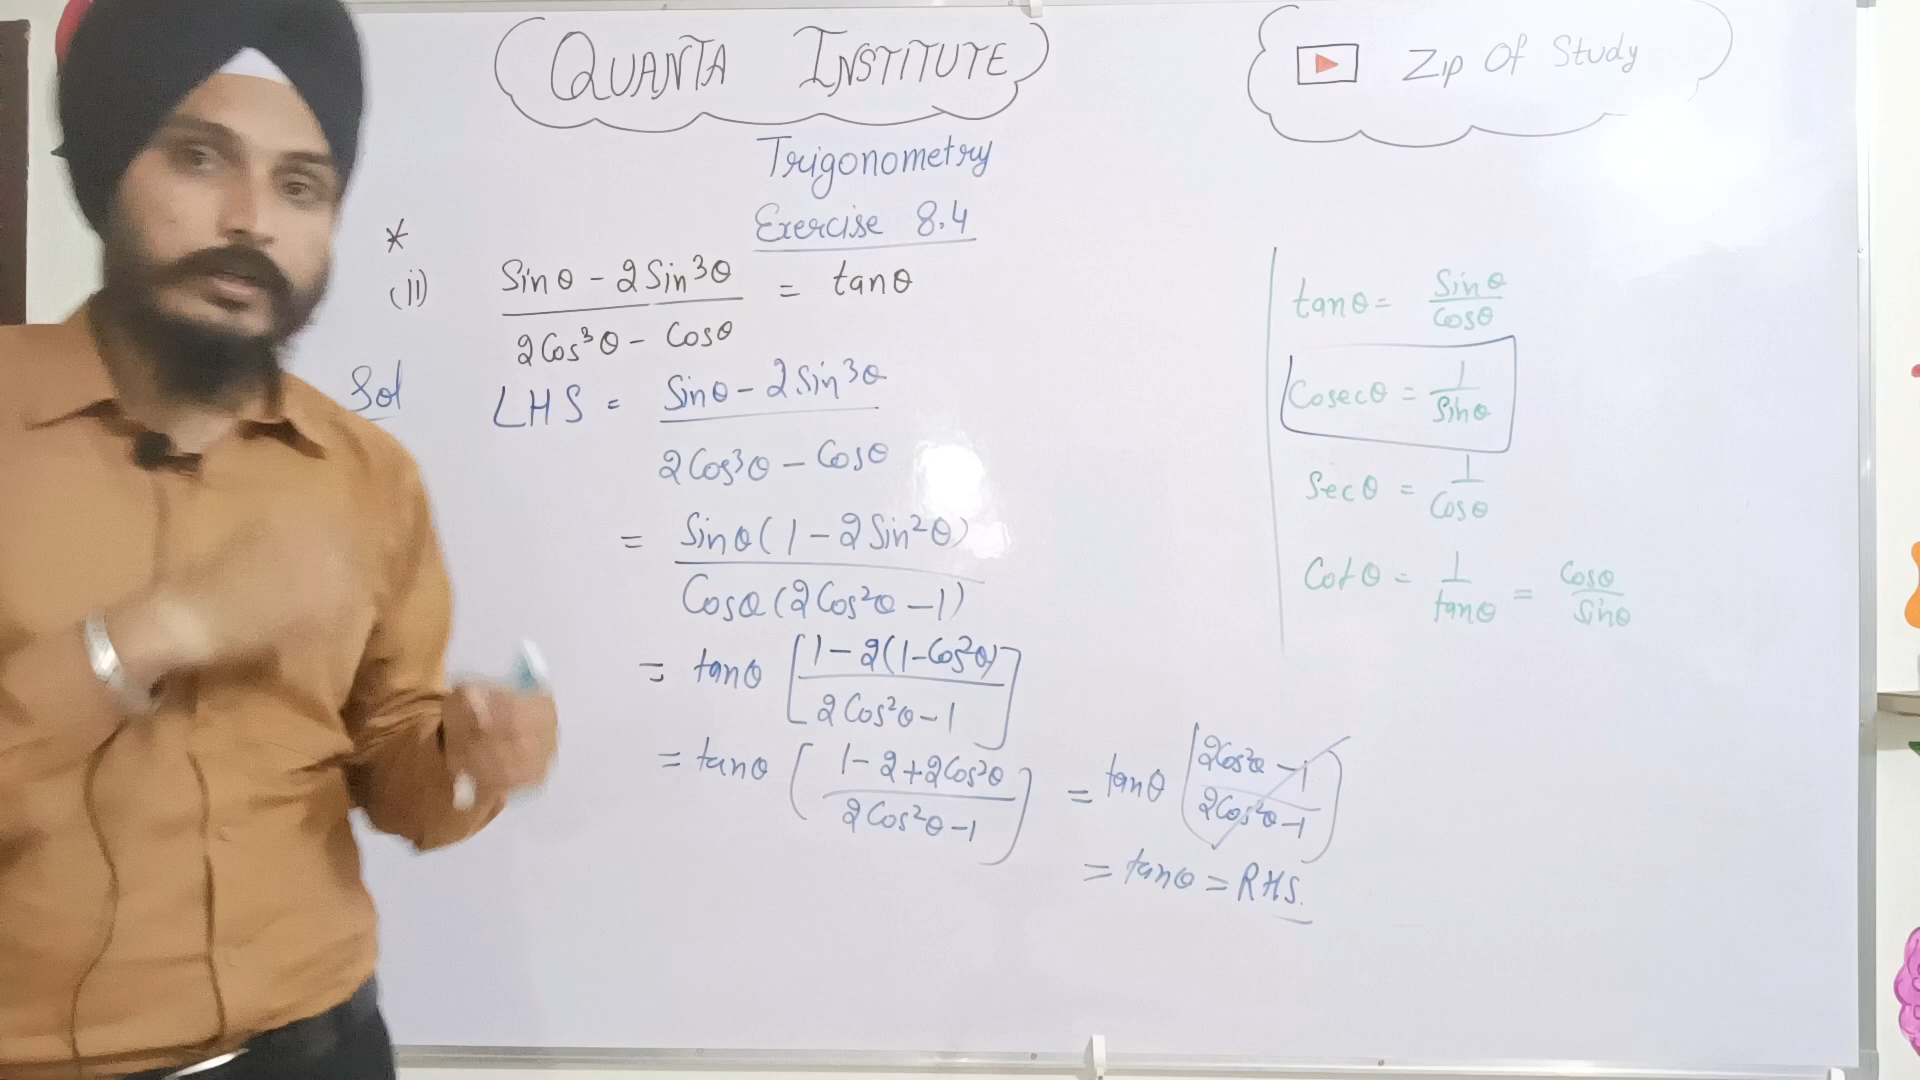 QUANTA INSTITUTE
Zip Of Study
Trigonometry
Exercise 8.4
*
(ii) (Sinθ - 2Sin³θ)/(2Cos³θ - Cosθ) = tanθ
Sol LHS = (Sinθ - 2Sin³θ)/(2Cos³θ - Cosθ)
= Sinθ(1 - 2Sin²θ)/Cosθ(2Cos²θ - 1)
= tanθ [(1 - 2(1 - Cos²θ))/(2Cos²θ - 1)]
= tanθ [(1 - 2 + 2Cos²θ)/(2Cos²θ - 1)]
= tanθ [(2Cos²θ - 1)/(2Cos²θ - 1)]
= tanθ = RHS.
tanθ = Sinθ/Cosθ
Cosecθ = 1/Sinθ
Secθ = 1/Cosθ
Cotθ = 1/tanθ = Cosθ/Sinθ